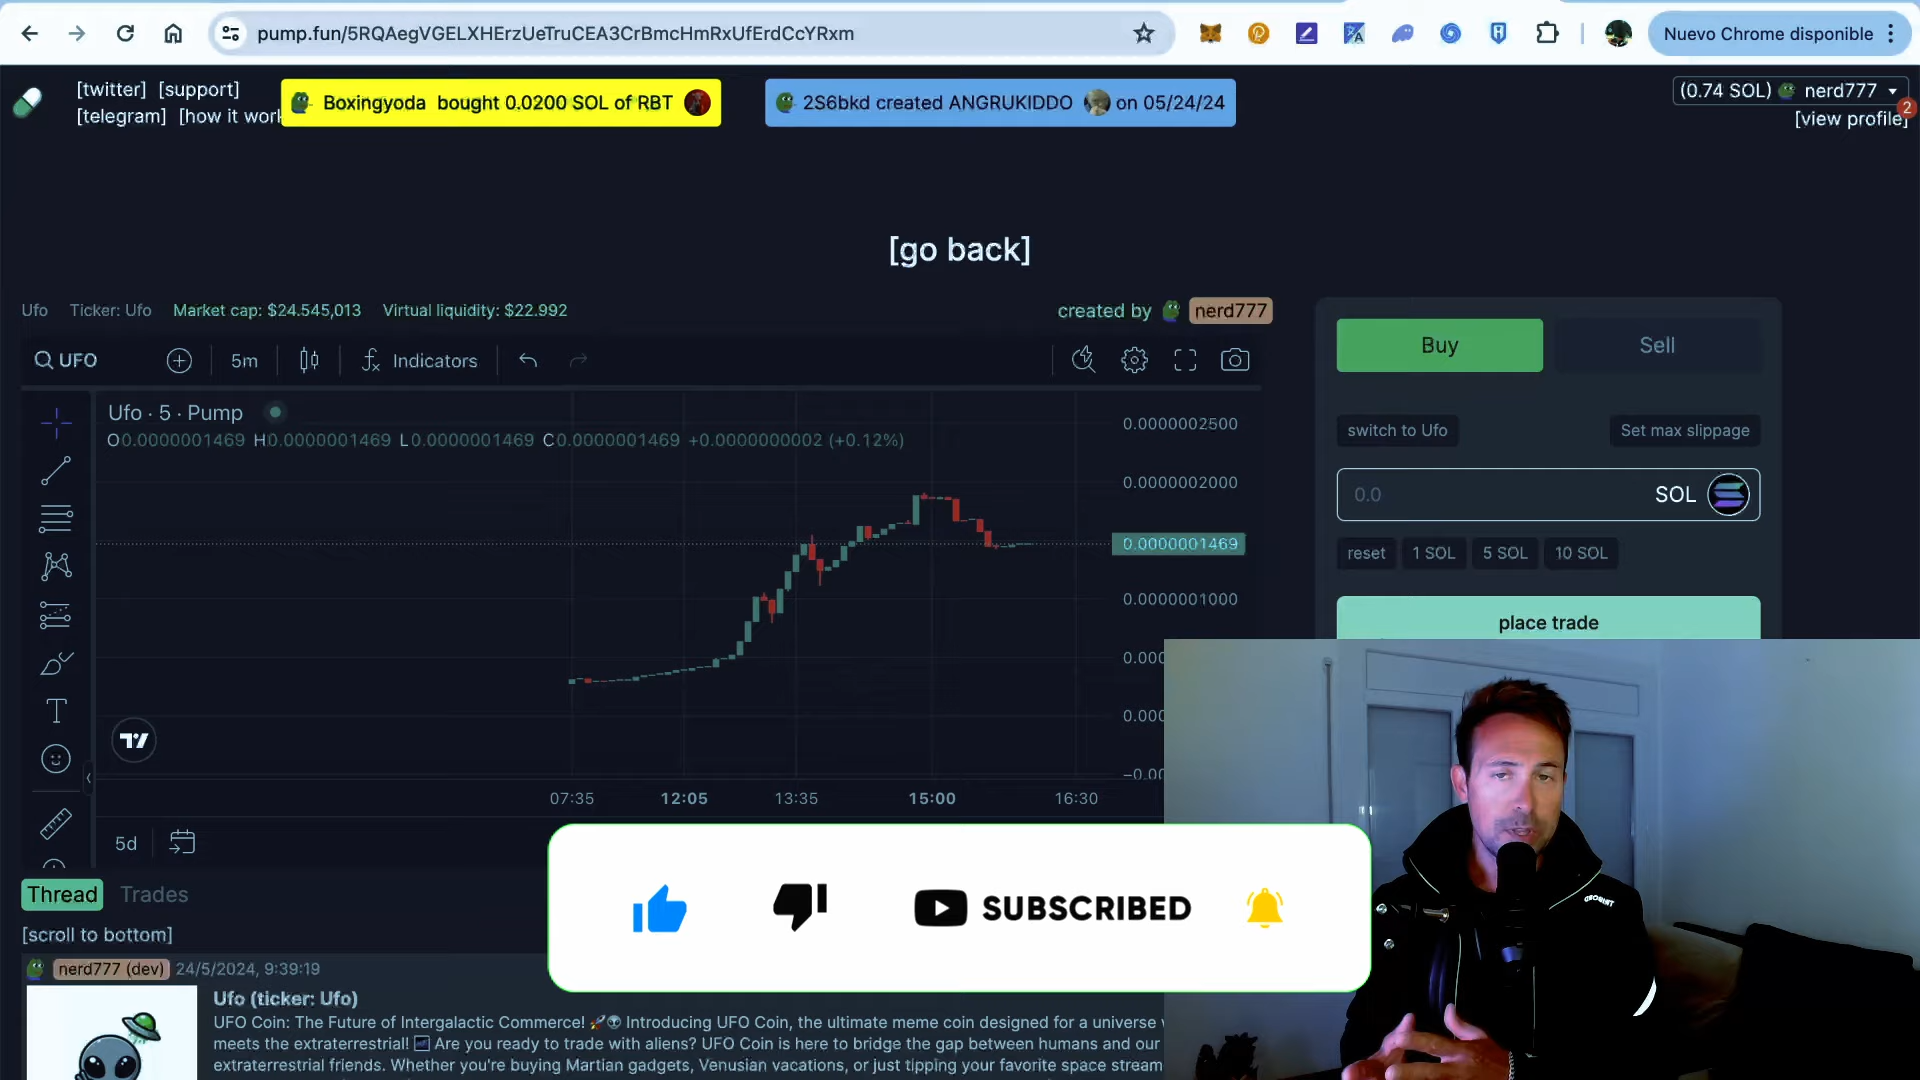 pump.fun/5RQAegVGELXHErzUeTruCEA3CrBmcHmRxUfErdCcYRxm
Nuevo Chrome disponible
[twitter] [support]
[telegram] [how it work
Boxingyoda bought 0.0200 SOL of RBT
2S6bkd created ANGRUKIDDO on 05/24/24
(0.74 SOL) nerd777
2
[view profile]
[go back]
Ufo Ticker: Ufo Market cap: $24.545,013 Virtual liquidity: $22.992
created by nerd777
Buy
Sell
UFO
5m
Indicators
Ufo · 5 · Pump
O0.0000001469 H0.0000001469 L0.0000001469 C0.0000001469 +0.0000000002 (+0.12%)
0.0000002500
0.0000002000
0.0000001469
0.0000001000
0.000
0.000
−0.00
switch to Ufo
Set max slippage
0.0
SOL
reset
1 SOL
5 SOL
10 SOL
place trade
07:35
12:05
13:35
15:00
16:30
5d
SUBSCRIBED
Thread Trades
[scroll to bottom]
nerd777 (dev) 24/5/2024, 9:39:19
Ufo (ticker: Ufo)
UFO Coin: The Future of Intergalactic Commerce! 🚀👽 Introducing UFO Coin, the ultimate meme coin designed for a universe
meets the extraterrestrial! 🌌 Are you ready to trade with aliens? UFO Coin is here to bridge the gap between humans and our
extraterrestrial friends. Whether you're buying Martian gadgets, Venusian vacations, or just tipping your favorite space stream